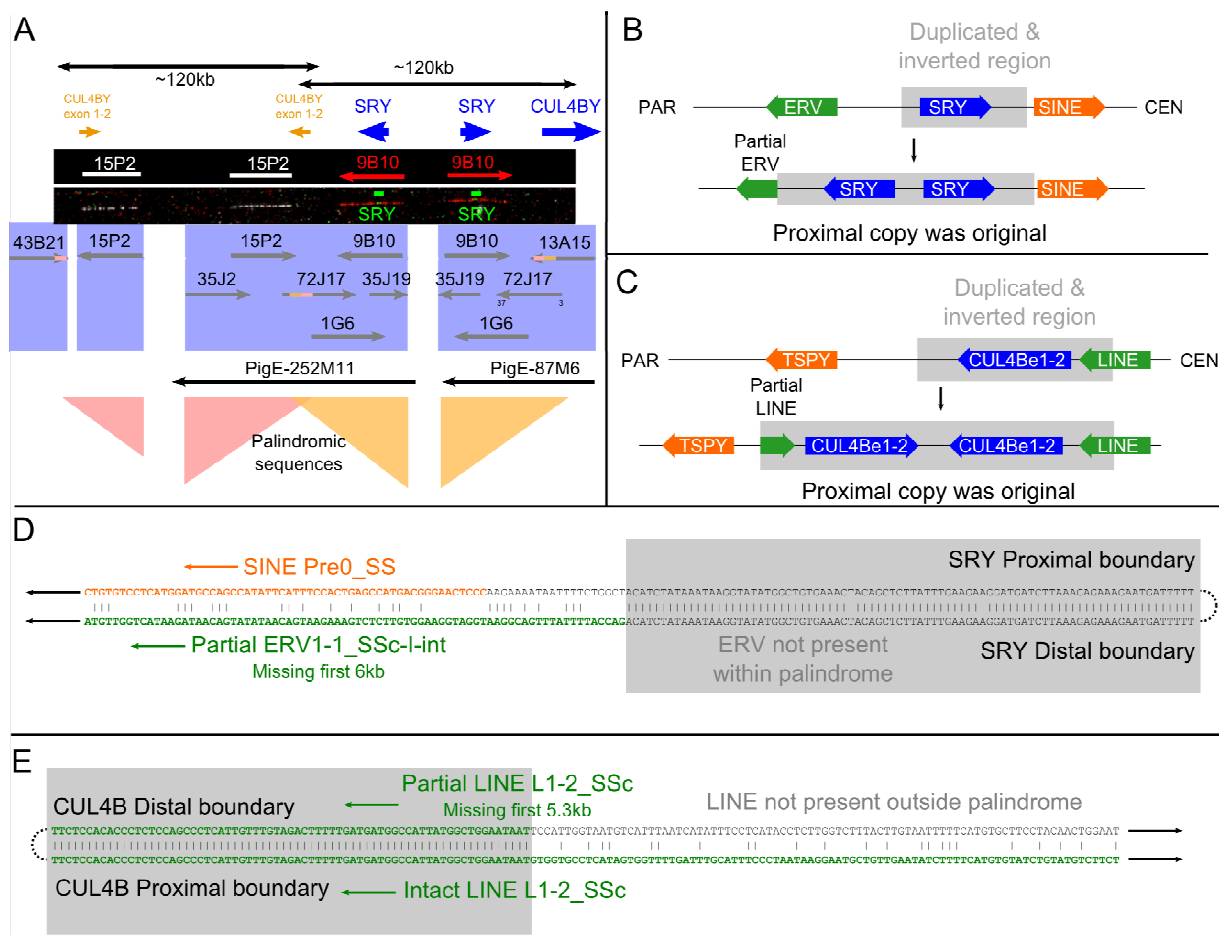 A
~120kb
~120kb
CUL4BY
exon 1-2
CUL4BY
exon 1-2
SRY
SRY
CUL4BY
15P2
15P2
9B10
9B10
SRY
SRY
43B21
15P2
15P2
9B10
9B10
13A15
35J2
72J17
35J19
35J19
72J17
37
3
1G6
1G6
PigE-252M11
PigE-87M6
Palindromic
sequences
B
Duplicated &
inverted region
PAR
ERV
SRY
SINE
CEN
Partial
ERV
SRY
SRY
SINE
Proximal copy was original
C
Duplicated &
inverted region
PAR
TSPY
CUL4Be1-2
LINE
CEN
Partial
LINE
TSPY
CUL4Be1-2
CUL4Be1-2
LINE
Proximal copy was original
D
SINE Pre0_SS
SRY Proximal boundary
Partial ERV1-1_SSc-I-int
Missing first 6kb
ERV not present
within palindrome
SRY Distal boundary
E
CUL4B Distal boundary
Partial LINE L1-2_SSc
Missing first 5.3kb
LINE not present outside palindrome
CUL4B Proximal boundary
Intact LINE L1-2_SSc